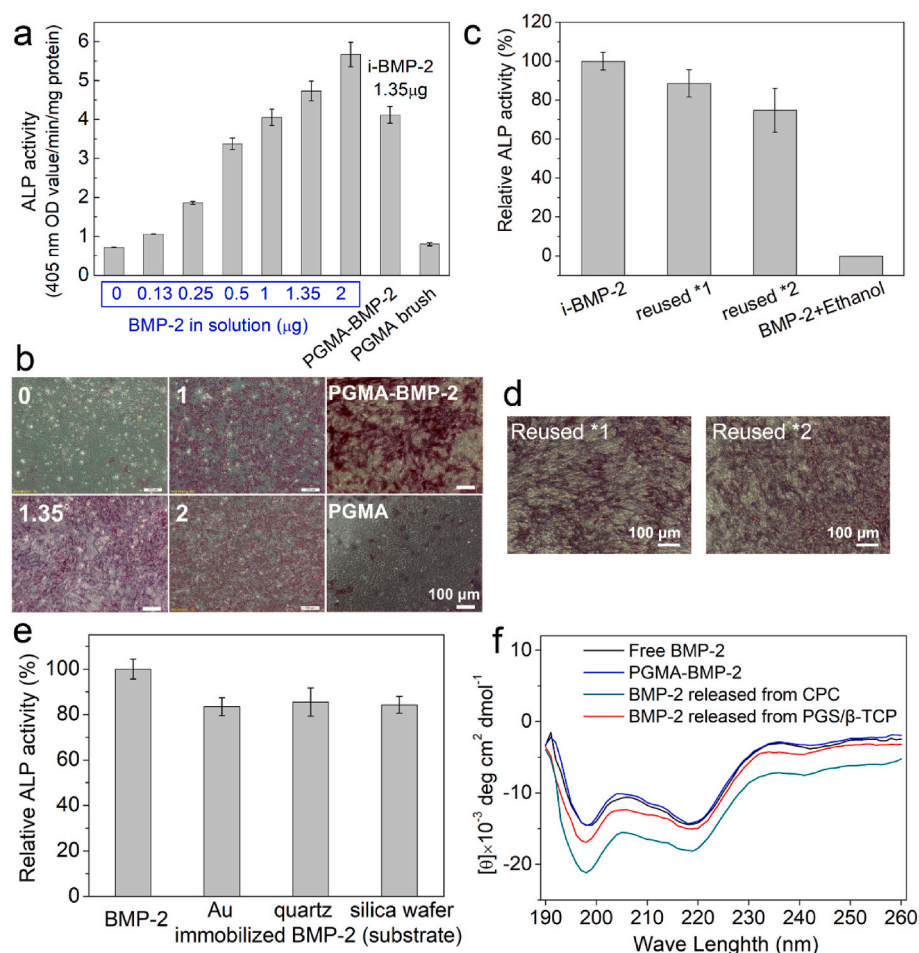 a
ALP activity
(405 nm OD value/min/mg protein)
7
6
5
4
3
2
1
0
i-BMP-2
1.35μg
0 0.13 0.25 0.5 1 1.35 2
BMP-2 in solution (μg)
PGMA-BMP-2
PGMA brush
c
Relative ALP activity (%)
120
100
80
60
40
20
0
i-BMP-2
reused *1
reused *2
BMP-2+Ethanol
b
0
1
PGMA-BMP-2
1.35
2
PGMA
100 μm
d
Reused *1
100 μm
Reused *2
100 μm
e
Relative ALP activity (%)
120
100
80
60
40
20
0
BMP-2 Au quartz silica wafer
immobilized BMP-2 (substrate)
f
[θ]×10⁻³ deg cm² dmol⁻¹
10
0
-10
-20
Free BMP-2
PGMA-BMP-2
BMP-2 released from CPC
BMP-2 released from PGS/β-TCP
190 200 210 220 230 240 250 260
Wave Lenghth (nm)